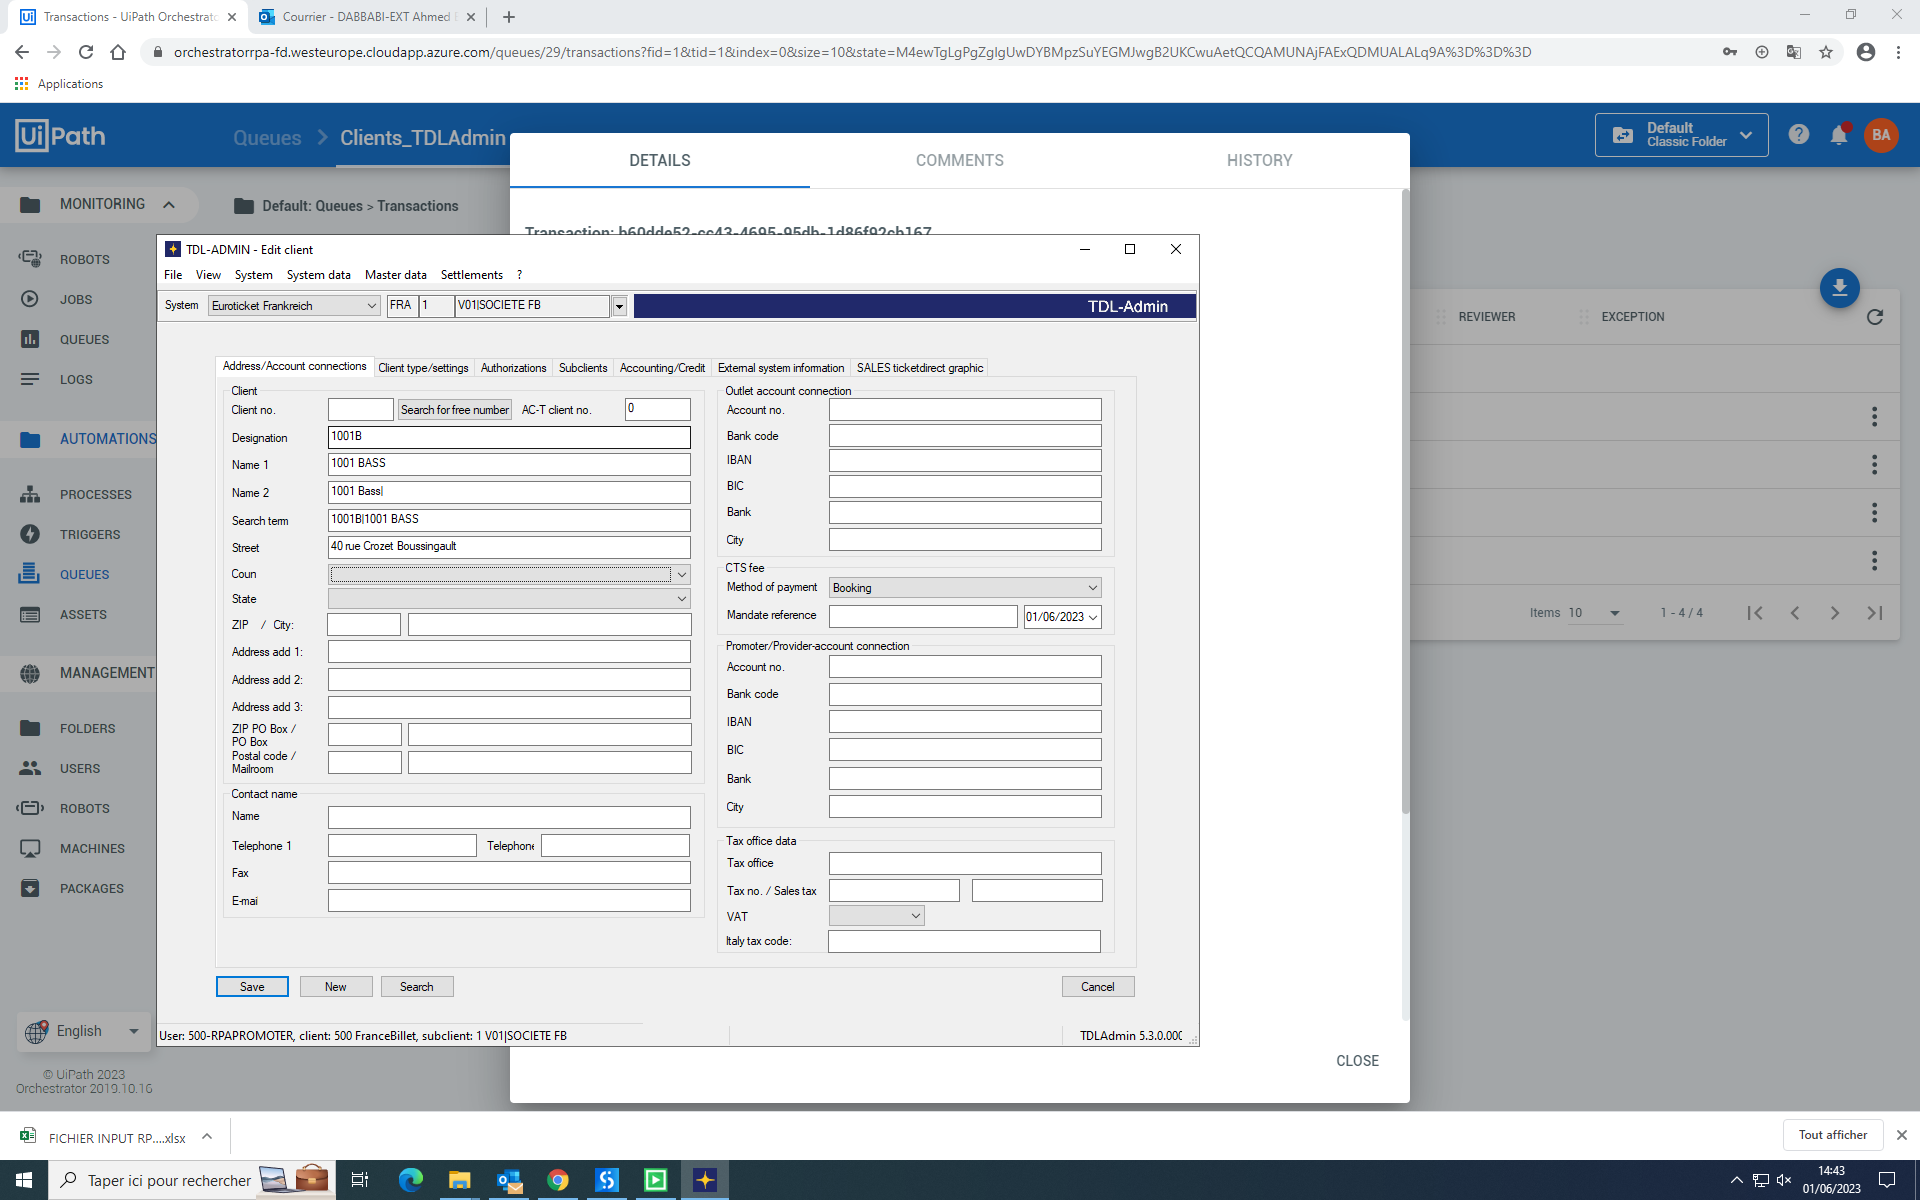 Transactions - UiPath Orchestrato
Courrier - DABBABI-EXT Ahmed
orchestratorrpa-fd.westeurope.cloudapp.azure.com/queues/29/transactions?fid=1&tid=1&index=0&size=10&state=M4ewTgLgPgZgIgUwDYBMpzSuYEGMJwgB2UKCwuAetQCQAMUNAjFAExQDMUALALq9A%3D%3D%3D
Applications
UiPath
Queues > Clients_TDLAdmin
Default
Classic Folder
BA
MONITORING
ROBOTS
JOBS
QUEUES
LOGS
AUTOMATIONS
PROCESSES
TRIGGERS
QUEUES
ASSETS
MANAGEMENT
FOLDERS
USERS
ROBOTS
MACHINES
PACKAGES
English
© UiPath 2023
Orchestrator 2019.10.16
Default: Queues > Transactions
DETAILS
COMMENTS
HISTORY
Transaction: b60dde52-cc43-4695-95db-1d86f92cb167
REVIEWER
EXCEPTION
Items 10
1 - 4 / 4
CLOSE
TDL-ADMIN - Edit client
File View System System data Master data Settlements ?
System Euroticket Frankreich FRA 1 V01|SOCIETE FB TDL-Admin
Address/Account connections Client type/settings Authorizations Subclients Accounting/Credit External system information SALES ticketdirect graphic
Client
Client no. Search for free number AC-T client no. 0
Designation 1001B
Name 1 1001 BASS
Name 2 1001 Bass
Search term 1001B|1001 BASS
Street 40 rue Crozet Boussingault
Coun
State
ZIP / City:
Address add 1:
Address add 2:
Address add 3:
ZIP PO Box /
PO Box
Postal code /
Mailroom
Contact name
Name
Telephone 1 Telephone
Fax
E-mai
Outlet account connection
Account no.
Bank code
IBAN
BIC
Bank
City
CTS fee
Method of payment Booking
Mandate reference 01/06/2023
Promoter/Provider-account connection
Account no.
Bank code
IBAN
BIC
Bank
City
Tax office data
Tax office
Tax no. / Sales tax
VAT
Italy tax code:
Save New Search Cancel
User: 500-RPAPROMOTER, client: 500 FranceBillet, subclient: 1 V01|SOCIETE FB
TDLAdmin 5.3.0.000
FICHIER INPUT RP....xlsx
Tout afficher
Taper ici pour rechercher
14:43
01/06/2023